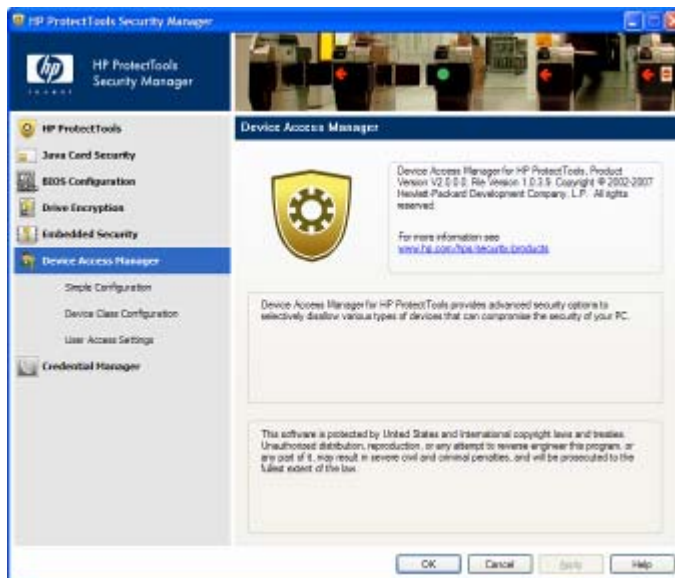 HP ProtectTools Security Manager
hp
invent
HP ProtectTools
Security Manager
HP ProtectTools
Java Card Security
BIOS Configuration
Drive Encryption
Embedded Security
Device Access Manager
Simple Configuration
Device Class Configuration
User Access Settings
Credential Manager
Device Access Manager
Device Access Manager for HP ProtectTools, Product
Version V2.0.0.0, File Version 1.0.3.9. Copyright © 2002-2007
Hewlett-Packard Development Company, L.P. All rights
reserved.
For more information see
www.hp.com/hps/security/products
Device Access Manager for HP ProtectTools provides advanced security options to
selectively disallow various types of devices that can compromise the security of your PC.
This software is protected by United States and International copyright laws and treaties.
Unauthorized distribution, reproduction, or any attempt to reverse engineer this program, or
any part of it, may result in severe civil and criminal penalties, and will be prosecuted to the
fullest extent of the law.
OK
Cancel
Apply
Help